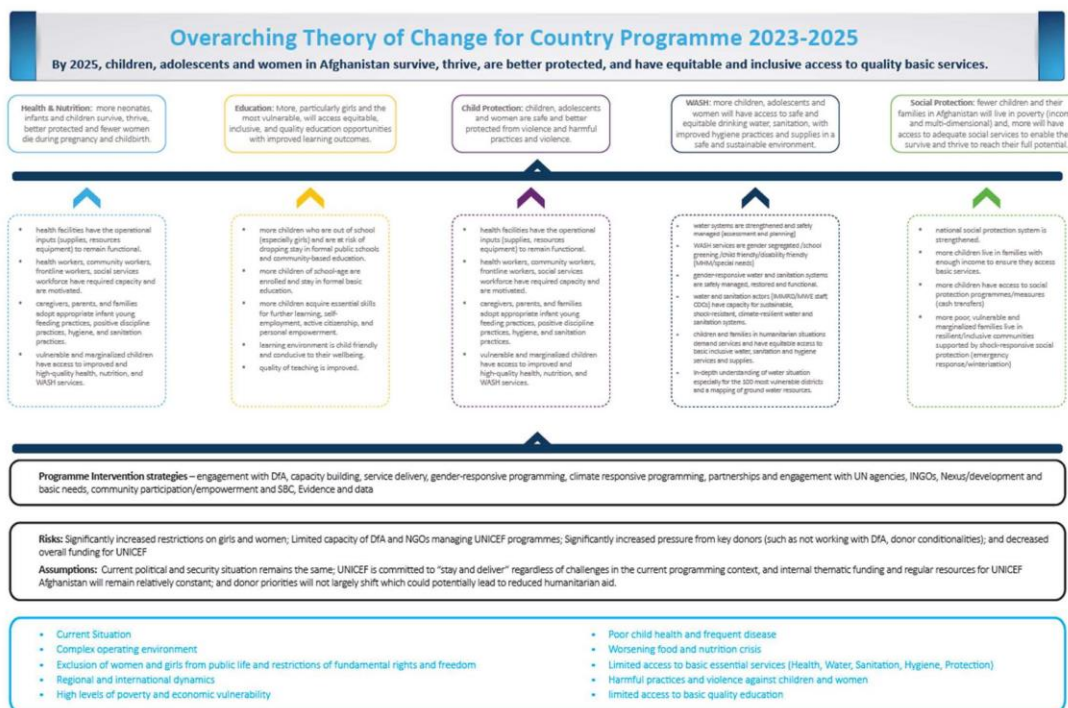 Overarching Theory of Change for Country Programme 2023-2025
By 2025, children, adolescents and women in Afghanistan survive, thrive, are better protected, and have equitable and inclusive access to quality basic services.
Health & Nutrition: more neonates,
infants and children survive, thrive,
better protected and fewer women
die during pregnancy and childbirth.
Education: More, particularly girls and the
most vulnerable, will access equitable,
inclusive, and quality education opportunities
with improved learning outcomes.
Child Protection: children, adolescents
and women are safe and better
protected from violence and harmful
practices and violence.
WASH: more children, adolescents and
women will have access to safe and
equitable drinking water, sanitation, with
improved hygiene practices and supplies in a
safe and sustainable environment.
Social Protection: fewer children and their
families in Afghanistan will live in poverty (incom
and multi-dimensional) and, more will have
access to adequate social services to enable the
survive and thrive to reach their full potential.
• health facilities have the operational
inputs (supplies, resources
equipment) to remain functional.
• health workers, community workers,
frontline workers, social services
workforce have required capacity and
are motivated.
• caregivers, parents, and families
adopt appropriate infant young
feeding practices, positive discipline
practices, hygiene, and sanitation
practices.
• vulnerable and marginalized children
have access to improved and
high-quality health, nutrition, and
WASH services.
• more children who are out of school
(especially girls) and are at risk of
dropping stay in formal public schools
and community-based education.
• more children of school-age are
enrolled and stay in formal basic
education.
• more children acquire essential skills
for further learning, self-
employment, active citizenship, and
personal empowerment.
• learning environment is child friendly
and conducive to their wellbeing.
• quality of teaching is improved.
• health facilities have the operational
inputs (supplies, resources
equipment) to remain functional.
• health workers, community workers,
frontline workers, social services
workforce have required capacity and
are motivated.
• caregivers, parents, and families
adopt appropriate infant young
feeding practices, positive discipline
practices, hygiene, and sanitation
practices.
• vulnerable and marginalized children
have access to improved and
high-quality health, nutrition, and
WASH services.
• water systems are strengthened and safely
managed (assessment and planning)
• WASH services are gender segregated /school
greening /child friendly/disability friendly
(MHM/special needs)
• gender-responsive water and sanitation systems
are safely managed, restored and functional.
• water and sanitation actors (MMRD/MWE staff,
CDCs) have capacity for sustainable,
shock-resistant, climate-resilient water and
sanitation systems.
• children and families in humanitarian situations
demand services and have equitable access to
basic inclusive water, sanitation and hygiene
services and supplies.
• in-depth understanding of water situation
especially for the 100 most vulnerable districts
and a mapping of ground water resources.
• national social protection system is
strengthened.
• more children live in families with
enough income to ensure they access
basic services.
• more children have access to social
protection programmes/measures
(cash transfers)
• more poor, vulnerable and
marginalized families live in
resilient/inclusive communities
supported by shock-responsive social
protection (emergency
response/winterisation)
Programme Intervention strategies – engagement with DfA, capacity building, service delivery, gender-responsive programming, climate responsive programming, partnerships and engagement with UN agencies, INGOs, Nexus/development and
basic needs, community participation/empowerment and SBC, Evidence and data
Risks: Significantly increased restrictions on girls and women; Limited capacity of DfA and NGOs managing UNICEF programmes; Significantly increased pressure from key donors (such as not working with DfA, donor conditionalities); and decreased
overall funding for UNICEF
Assumptions: Current political and security situation remains the same; UNICEF is committed to "stay and deliver" regardless of challenges in the current programming context, and internal thematic funding and regular resources for UNICEF
Afghanistan will remain relatively constant; and donor priorities will not largely shift which could potentially lead to reduced humanitarian aid.
• Current Situation
• Complex operating environment
• Exclusion of women and girls from public life and restrictions of fundamental rights and freedom
• Regional and international dynamics
• High levels of poverty and economic vulnerability
• Poor child health and frequent disease
• Worsening food and nutrition crisis
• Limited access to basic essential services (Health, Water, Sanitation, Hygiene, Protection)
• Harmful practices and violence against children and women
• limited access to basic quality education